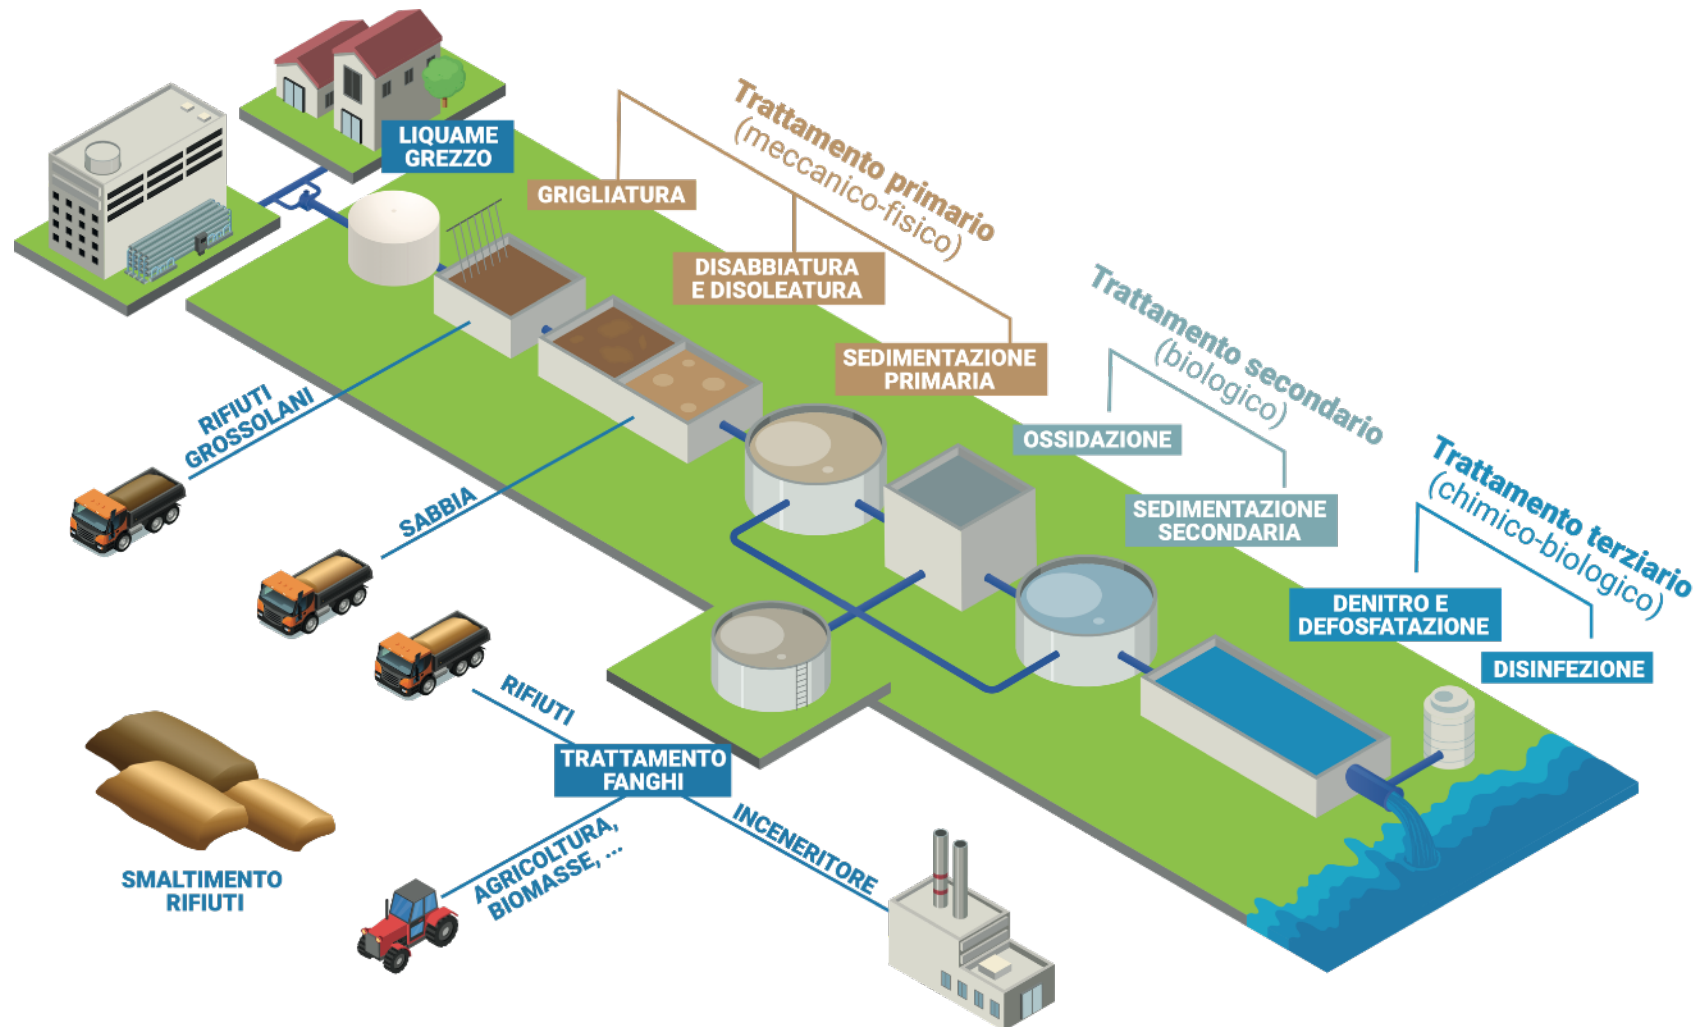 LIQUAME
GREZZO
Trattamento primario
(meccanico-fisico)
GRIGLIATURA
DISABBIATURA
E DISOLEATURA
SEDIMENTAZIONE
PRIMARIA
Trattamento secondario
(biologico)
OSSIDAZIONE
SEDIMENTAZIONE
SECONDARIA
Trattamento terziario
(chimico-biologico)
DENITRO E
DEFOSFATAZIONE
DISINFEZIONE
RIFIUTI
GROSSOLANI
SABBIA
RIFIUTI
TRATTAMENTO
FANGHI
AGRICOLTURA,
BIOMASSE, ...
INCENERITORE
SMALTIMENTO
RIFIUTI